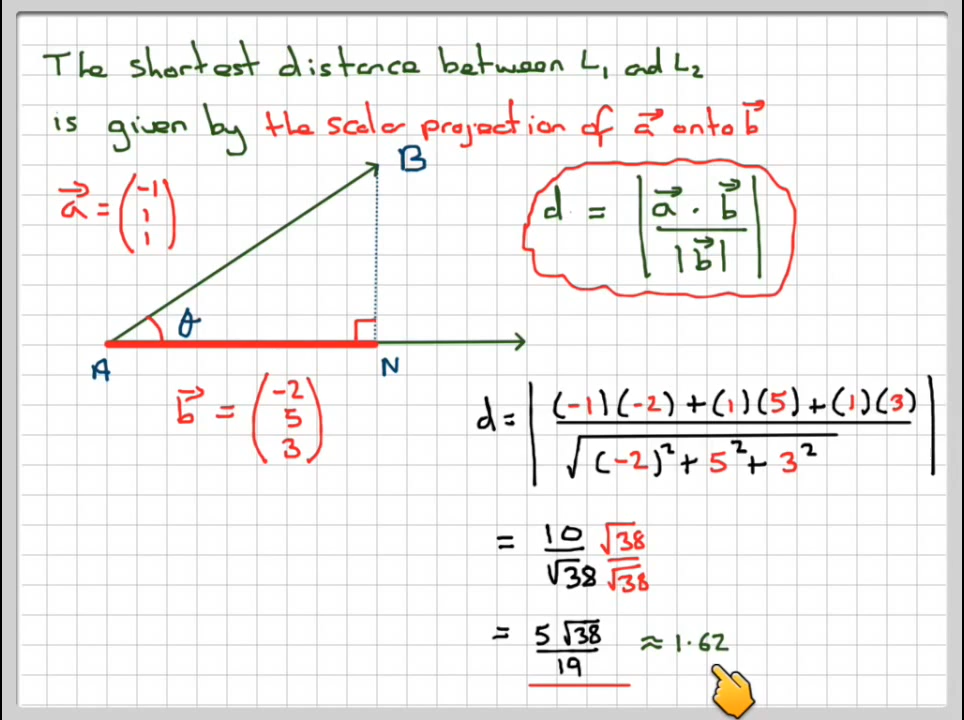 The shortest distance between L₁ and L₂
is given by the scalar projection of a⃗ onto b⃗
B
a⃗ = (-1 1 1)
d = | a⃗ · b⃗ / |b⃗| |
θ
A
N
b⃗ = (-2 5 3)
d = | (-1)(-2) + (1)(5) + (1)(3) / √(-2)² + 5² + 3² |
= 10/√38 √38/√38
= 5√38/19 ≈ 1.62